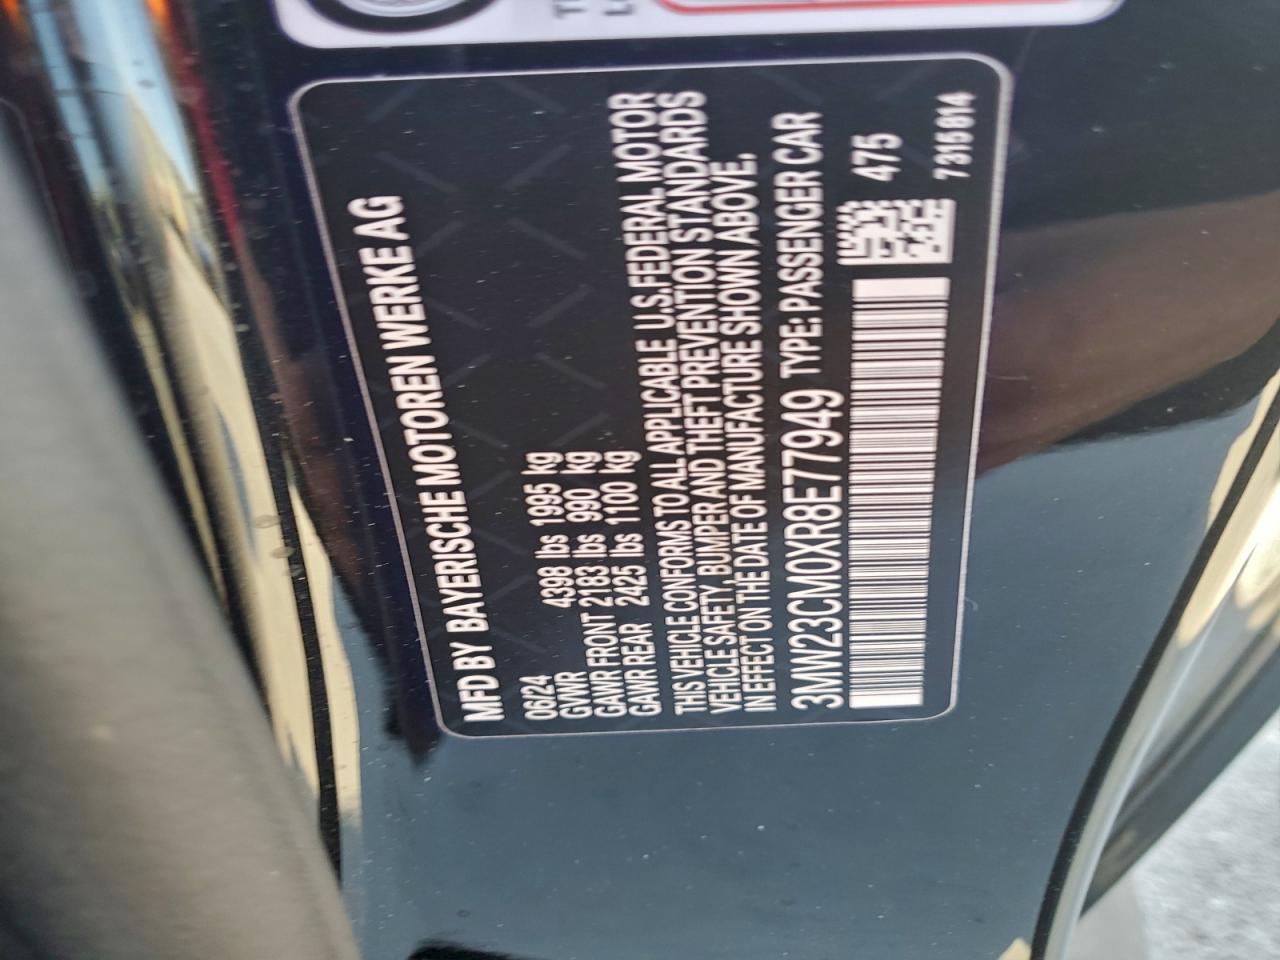 MFD BY BAYERISCHE MOTOREN WERKE AG
06/24
GVWR 4398 lbs 1995 kg
GAWR FRONT 2183 lbs 990 kg
GAWR REAR 2425 lbs 1100 kg
THIS VEHICLE CONFORMS TO ALL APPLICABLE U.S.FEDERAL MOTOR
VEHICLE SAFETY, BUMPER AND THEFT PREVENTION STANDARDS
IN EFFECT ON THE DATE OF MANUFACTURE SHOWN ABOVE.
3MW23CM0XR8E77949 TYPE: PASSENGER CAR
475
7315814